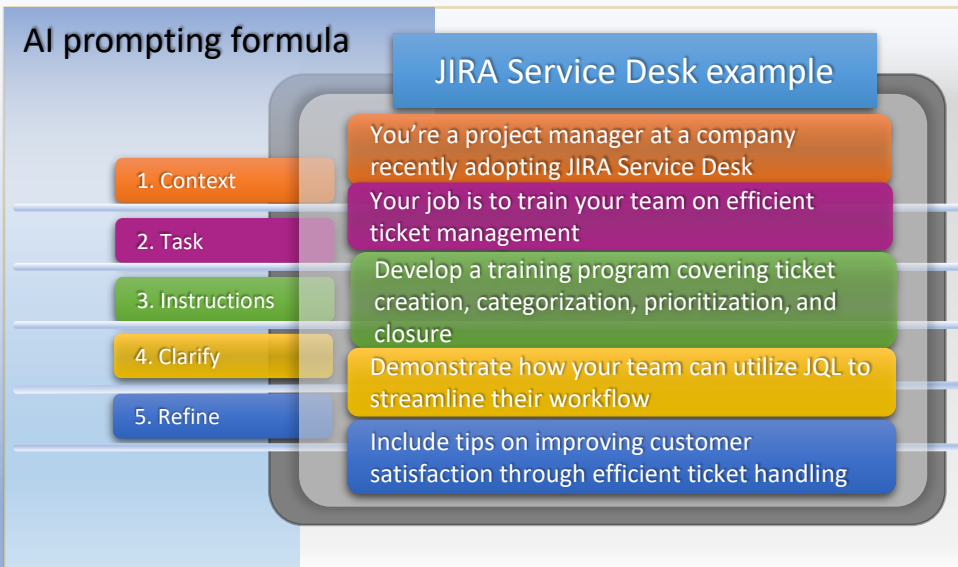 AI prompting formula
JIRA Service Desk example
1. Context
You’re a project manager at a company
recently adopting JIRA Service Desk
2. Task
Your job is to train your team on efficient
ticket management
3. Instructions
Develop a training program covering ticket
creation, categorization, prioritization, and
closure
4. Clarify
Demonstrate how your team can utilize JQL to
streamline their workflow
5. Refine
Include tips on improving customer
satisfaction through efficient ticket handling